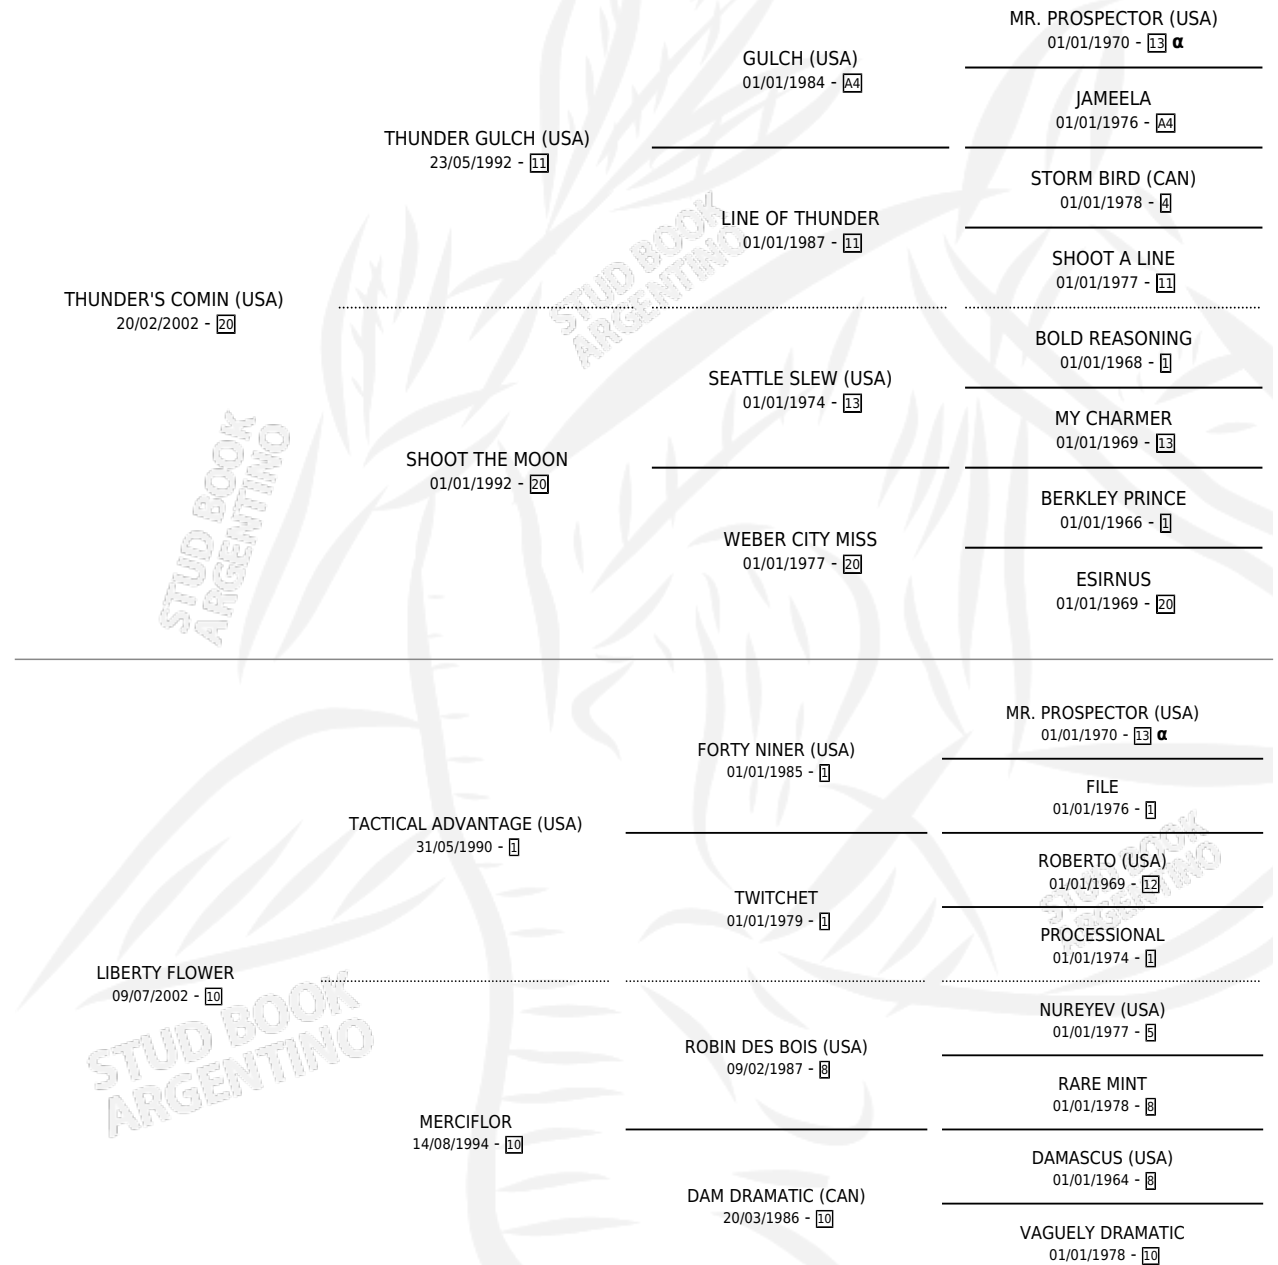 MR. PROSPECTOR (USA)
01/01/1970 - 13 α
GULCH (USA)
01/01/1984 - A4
JAMEELA
01/01/1976 - A4
THUNDER GULCH (USA)
23/05/1992 - 11
STORM BIRD (CAN)
01/01/1978 - 4
LINE OF THUNDER
01/01/1987 - 11
SHOOT A LINE
01/01/1977 - 11
THUNDER'S COMIN (USA)
20/02/2002 - 20
BOLD REASONING
01/01/1968 - 1
SEATTLE SLEW (USA)
01/01/1974 - 13
MY CHARMER
01/01/1969 - 13
SHOOT THE MOON
01/01/1992 - 20
BERKLEY PRINCE
01/01/1966 - 1
WEBER CITY MISS
01/01/1977 - 20
ESIRNUS
01/01/1969 - 20
STUD BOOK
ARGENTINO
STUD BOOK
ARGENTINO
MR. PROSPECTOR (USA)
01/01/1970 - 13 α
FORTY NINER (USA)
01/01/1985 - 1
FILE
01/01/1976 - 1
TACTICAL ADVANTAGE (USA)
31/05/1990 - 1
ROBERTO (USA)
01/01/1969 - 12
TWITCHET
01/01/1979 - 1
PROCESSIONAL
01/01/1974 - 1
LIBERTY FLOWER
09/07/2002 - 10
NUREYEV (USA)
01/01/1977 - 5
ROBIN DES BOIS (USA)
09/02/1987 - 8
RARE MINT
01/01/1978 - 8
MERCIFLOR
14/08/1994 - 10
DAMASCUS (USA)
01/01/1964 - 8
DAM DRAMATIC (CAN)
20/03/1986 - 10
VAGUELY DRAMATIC
01/01/1978 - 10
STUD BOOK
ARGENTINO
STUD BOOK
ARGENTINO